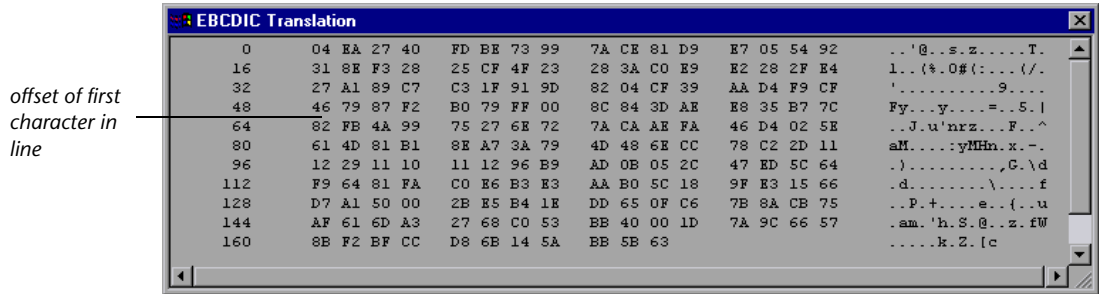 EBCDIC Translation
0 04 EA 27 40 FD BE 73 99 7A CE 81 D9 E7 05 54 92 ..'@..s.z.....T.
16 31 8E F3 28 25 CF 4F 23 28 3A C0 E9 E2 28 2F E4 1..(%.O#(:...(/.
32 27 A1 89 C7 C3 1F 91 9D 82 04 CF 39 AA D4 F9 CF '..........9....
48 46 79 87 F2 B0 79 FF 00 8C 84 3D AE E8 35 B7 7C Fy...y....=..5.|
64 82 FB 4A 99 75 27 6E 72 7A CA AE FA 46 D4 02 5E ..J.u'nrz...F..^
80 61 4D 81 B1 8E A7 3A 79 4D 48 6E CC 78 C2 2D 11 aM....:yMHn.x.-.
96 12 29 11 10 11 12 96 B9 AD 0B 05 2C 47 ED 5C 64 .).........,G.\d
112 F9 64 81 FA C0 E6 B3 E3 AA B0 5C 18 9F E3 15 66 .d........\....f
128 D7 A1 50 00 2B E5 B4 1E DD 65 0F C6 7B 8A CB 75 ..P.+....e..{..u
144 AF 61 6D A3 27 68 C0 53 BB 40 00 1D 7A 9C 66 57 .am.'h.S.@..z.fW
160 8B F2 BF CC D8 6B 14 5A BB 5B 63 .....k.Z.[c
offset of first
character in
line